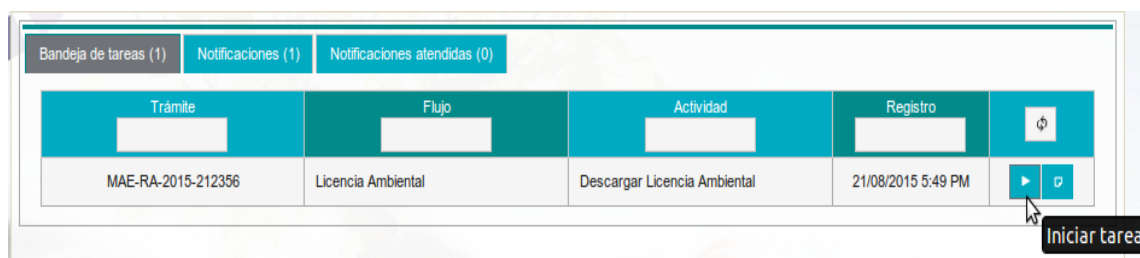 Bandeja de tareas (1) Notificaciones (1) Notificaciones atendidas (0)
Trámite Flujo Actividad Registro
MAE-RA-2015-212356 Licencia Ambiental Descargar Licencia Ambiental 21/08/2015 5:49 PM
Iniciar tarea